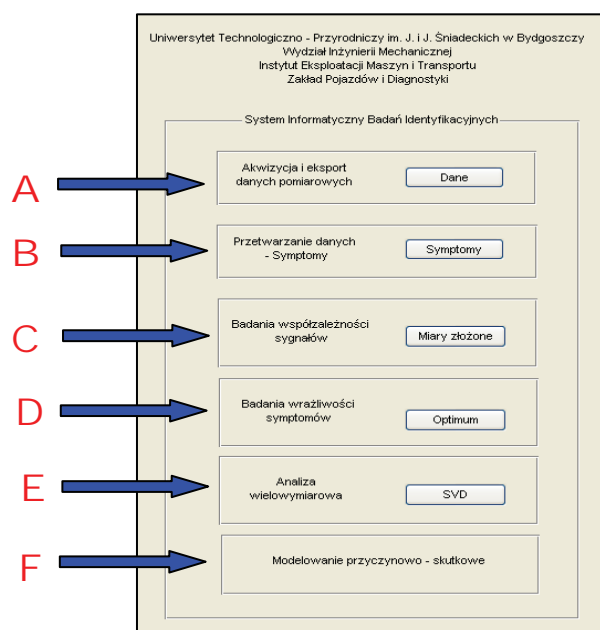 Uniwersytet Technologiczno - Przyrodniczy im. J. i J. Śniadeckich w Bydgoszczy
Wydział Inżynierii Mechanicznej
Instytut Eksploatacji Maszyn i Transportu
Zakład Pojazdów i Diagnostyki
System Informatyczny Badań Identyfikacyjnych
A
Akwizycja i eksport
danych pomiarowych
Dane
B
Przetwarzanie danych
- Symptomy
Symptomy
C
Badania współzależności
sygnałów
Miary złożone
D
Badania wrażliwości
symptomów
Optimum
E
Analiza
wielowymiarowa
SVD
F
Modelowanie przyczynowo - skutkowe